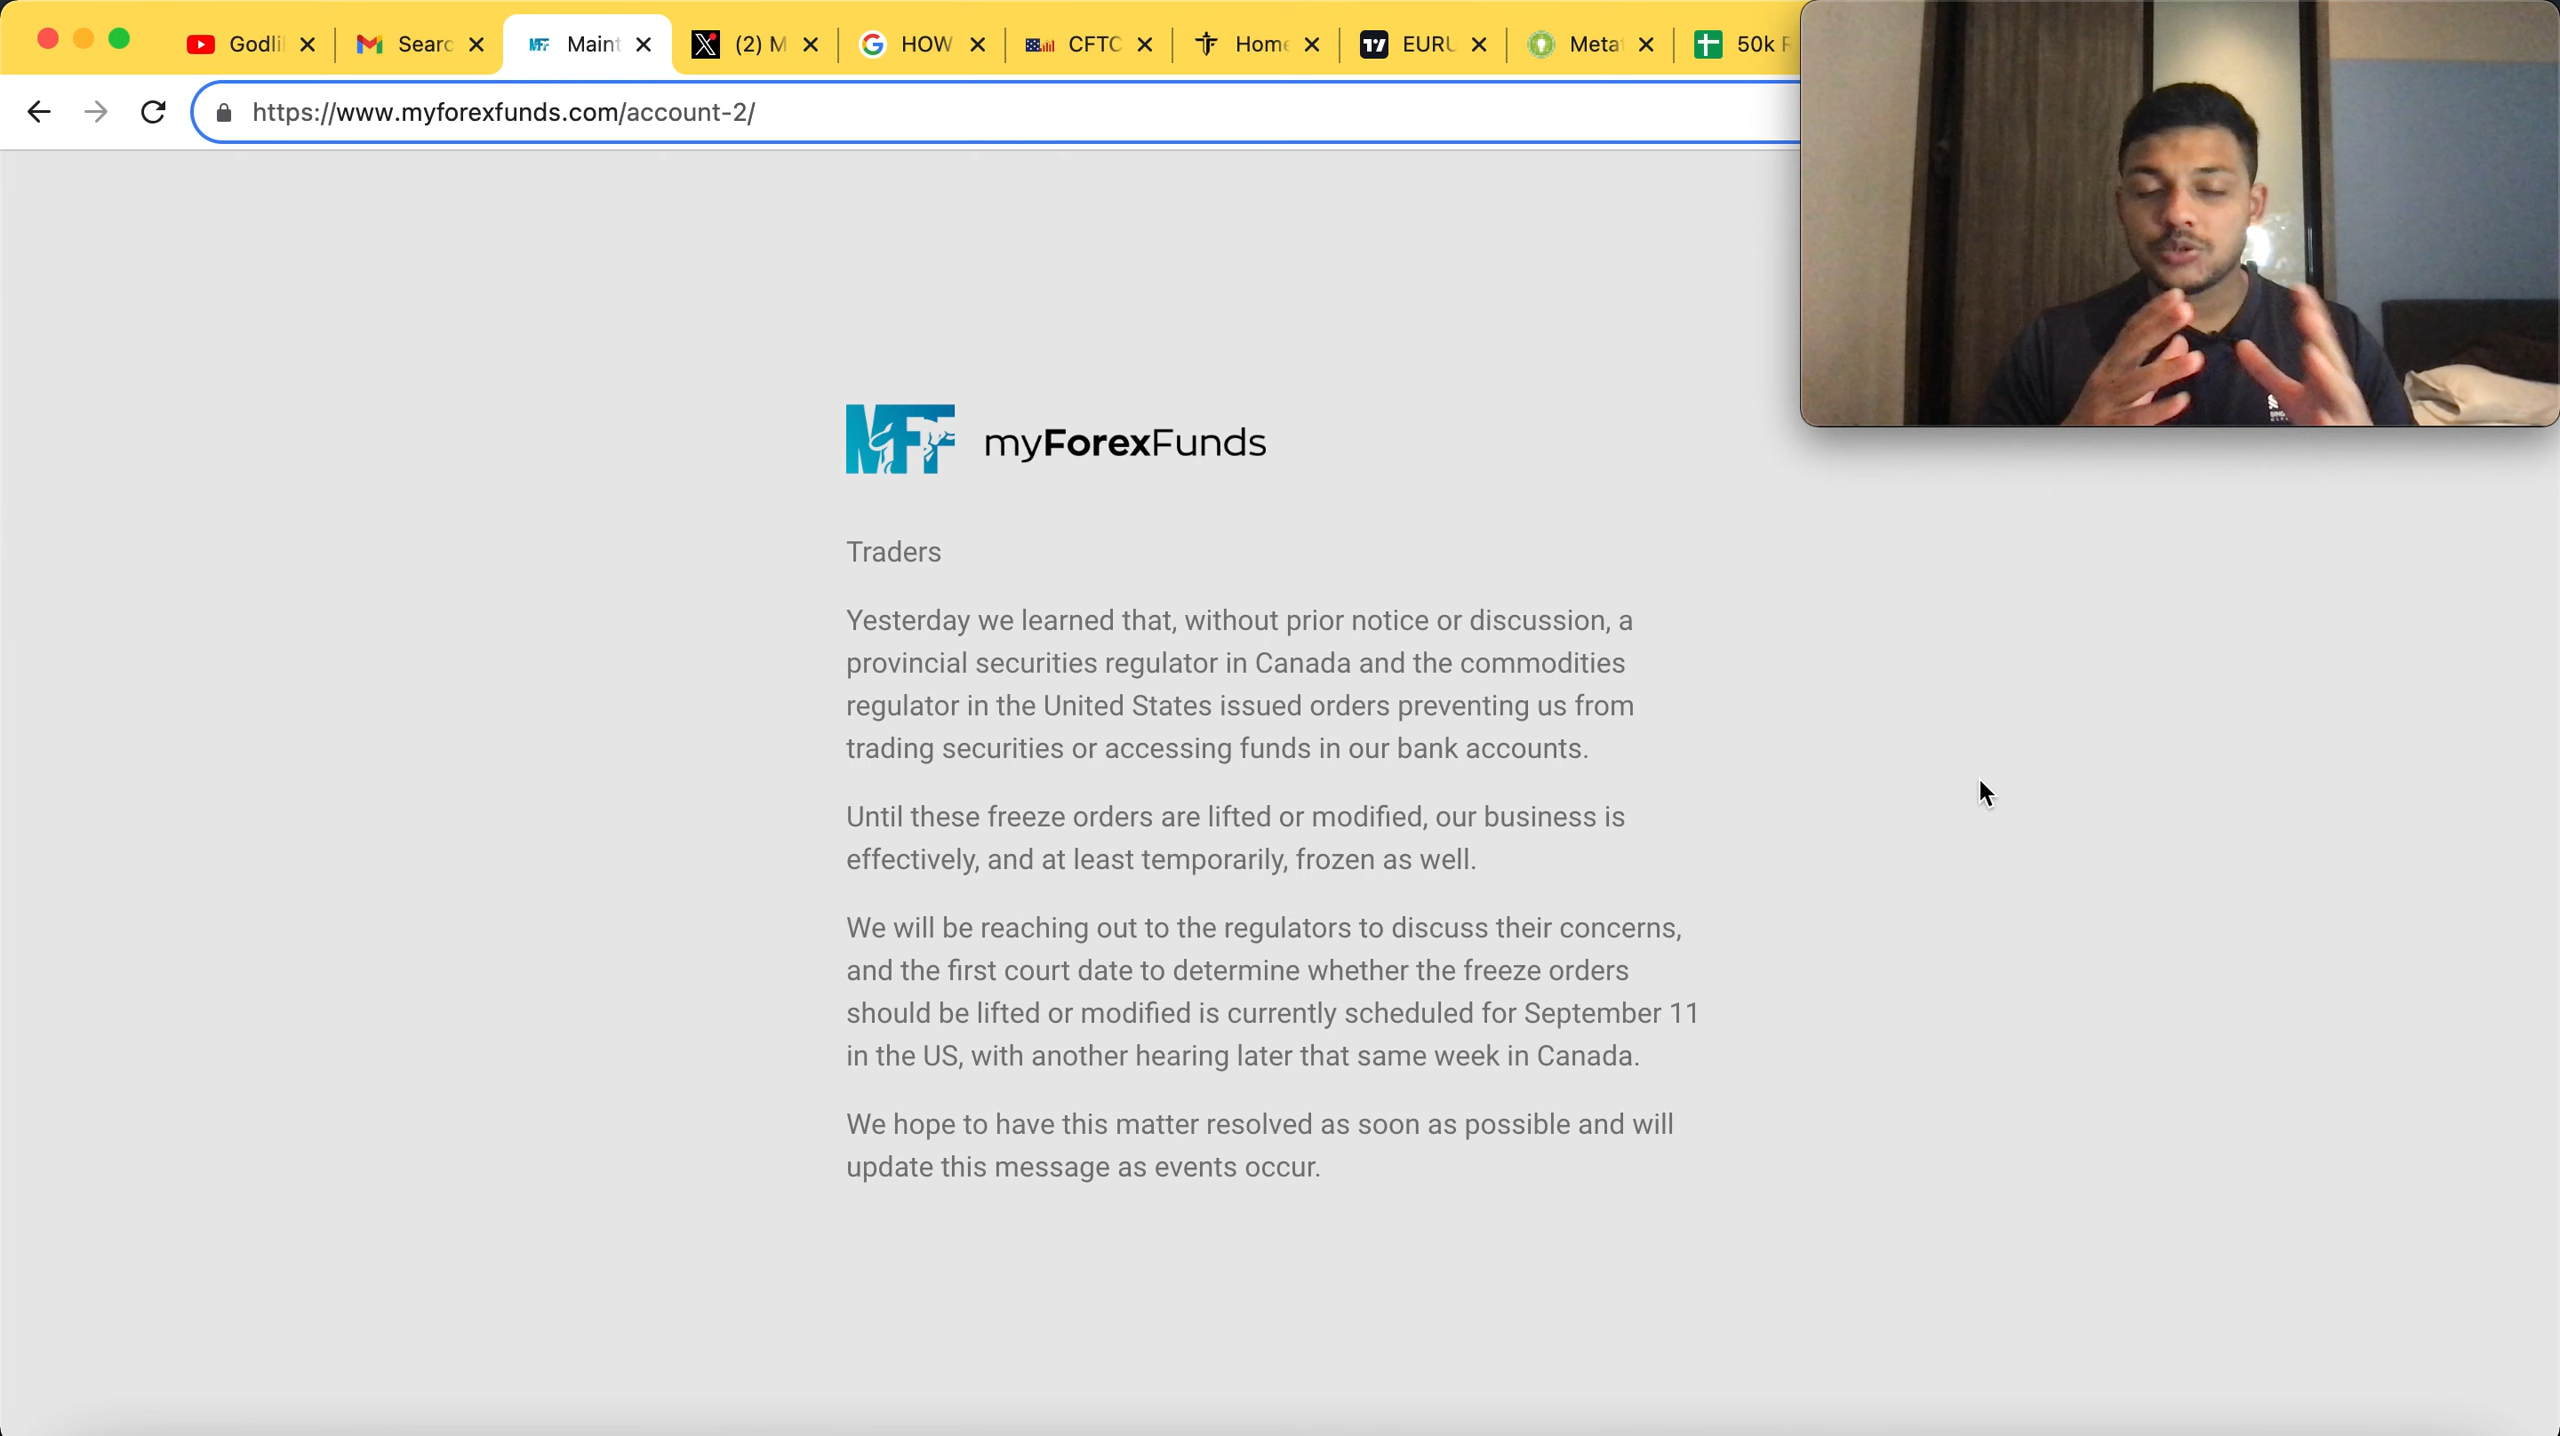 Godli
Searc
Maint
(2) M
HOW
CFTC
Home
EURU
Meta
50k F
https://www.myforexfunds.com/account-2/
MFF
myForexFunds
Traders
Yesterday we learned that, without prior notice or discussion, a
provincial securities regulator in Canada and the commodities
regulator in the United States issued orders preventing us from
trading securities or accessing funds in our bank accounts.
Until these freeze orders are lifted or modified, our business is
effectively, and at least temporarily, frozen as well.
We will be reaching out to the regulators to discuss their concerns,
and the first court date to determine whether the freeze orders
should be lifted or modified is currently scheduled for September 11
in the US, with another hearing later that same week in Canada.
We hope to have this matter resolved as soon as possible and will
update this message as events occur.